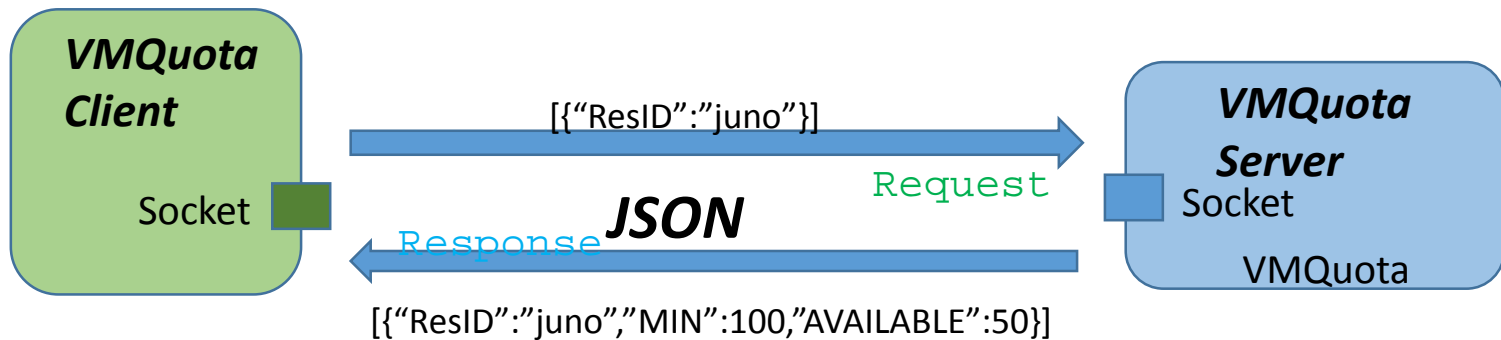 VMQuota
Client
Socket
[{“ResID”:”juno”}]
Request
JSON
Response
[{“ResID”:”juno”,”MIN”:100,”AVAILABLE”:50}]
VMQuota
Server
Socket
VMQuota